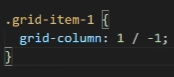 .grid-item-1 {
  grid-column: 1 / -1;
}